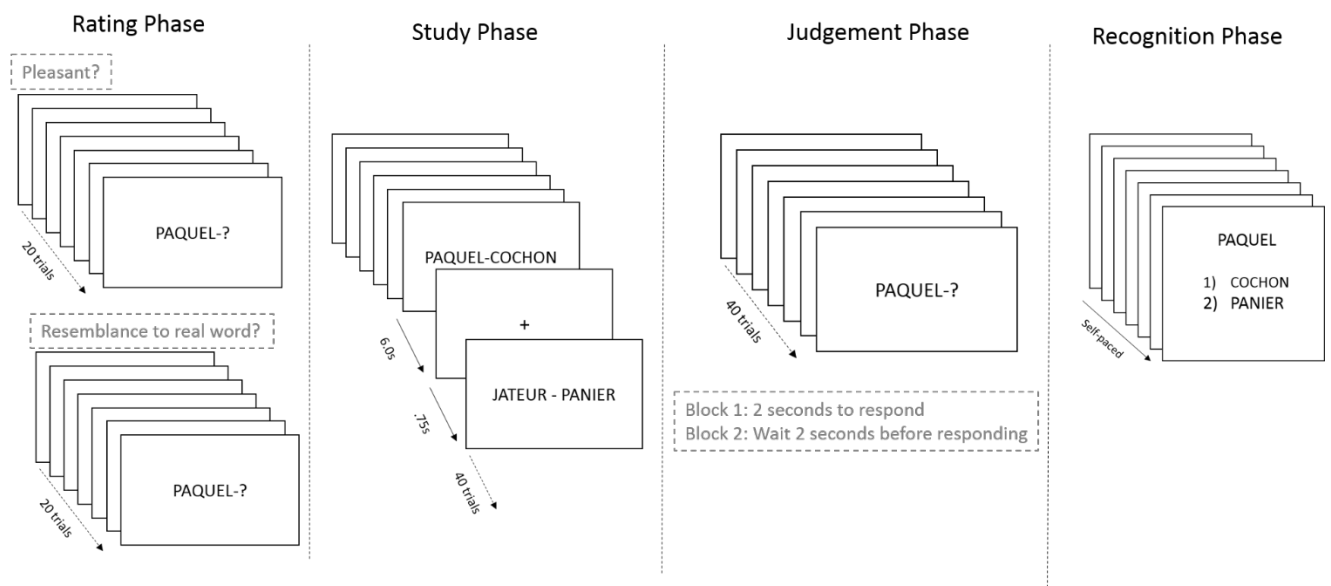 Rating Phase
Pleasant?
PAQUEL-?
20 trials
Resemblance to real word?
PAQUEL-?
20 trials
Study Phase
PAQUEL-COCHON
+
6.0s
JATEUR - PANIER
.75s
40 trials
Judgement Phase
PAQUEL-?
40 trials
Block 1: 2 seconds to respond
Block 2: Wait 2 seconds before responding
Recognition Phase
PAQUEL
1) COCHON
2) PANIER
Self-paced